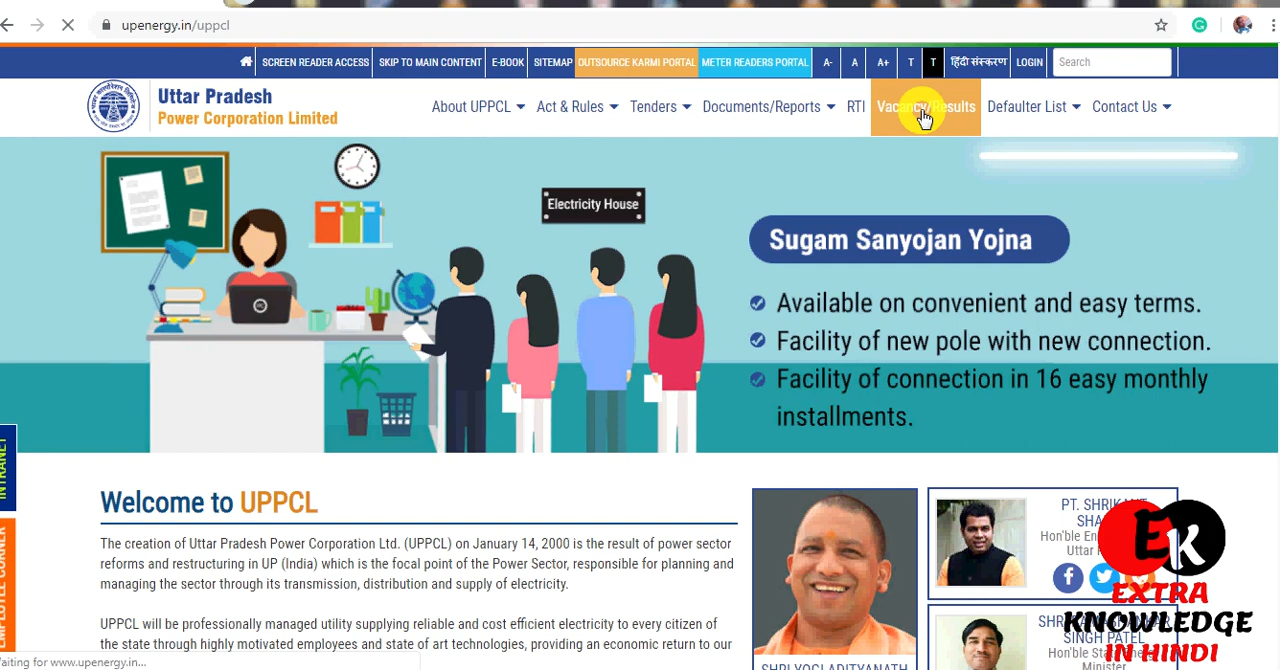 upenergy.in/uppcl
SCREEN READER ACCESS
SKIP TO MAIN CONTENT
E-BOOK
SITEMAP
OUTSOURCE KARMI PORTAL
METER READERS PORTAL
A-
A
A+
T
T
हिंदी संस्करण
LOGIN
Search
Uttar Pradesh
Power Corporation Limited
About UPPCL
Act & Rules
Tenders
Documents/Reports
RTI
Vacancy/Results
Defaulter List
Contact Us
Electricity House
Sugam Sanyojan Yojna
Available on convenient and easy terms.
Facility of new pole with new connection.
Facility of connection in 16 easy monthly
installments.
INTRANET
EMPLOYEE CORNER
Welcome to UPPCL
The creation of Uttar Pradesh Power Corporation Ltd. (UPPCL) on January 14, 2000 is the result of power sector
reforms and restructuring in UP (India) which is the focal point of the Power Sector, responsible for planning and
managing the sector through its transmission, distribution and supply of electricity.
UPPCL will be professionally managed utility supplying reliable and cost efficient electricity to every citizen of
the state through highly motivated employees and state of art technologies, providing an economic return to our
SHRI YOGI ADITYANATH
PT. SHRIKANT
SHA
Hon'ble En
Uttar
EK
EXTRA
KNOWLEDGE
IN HINDI
SINGH PATEL
Hon'ble Sta
Minister
aiting for www.upenergy.in...